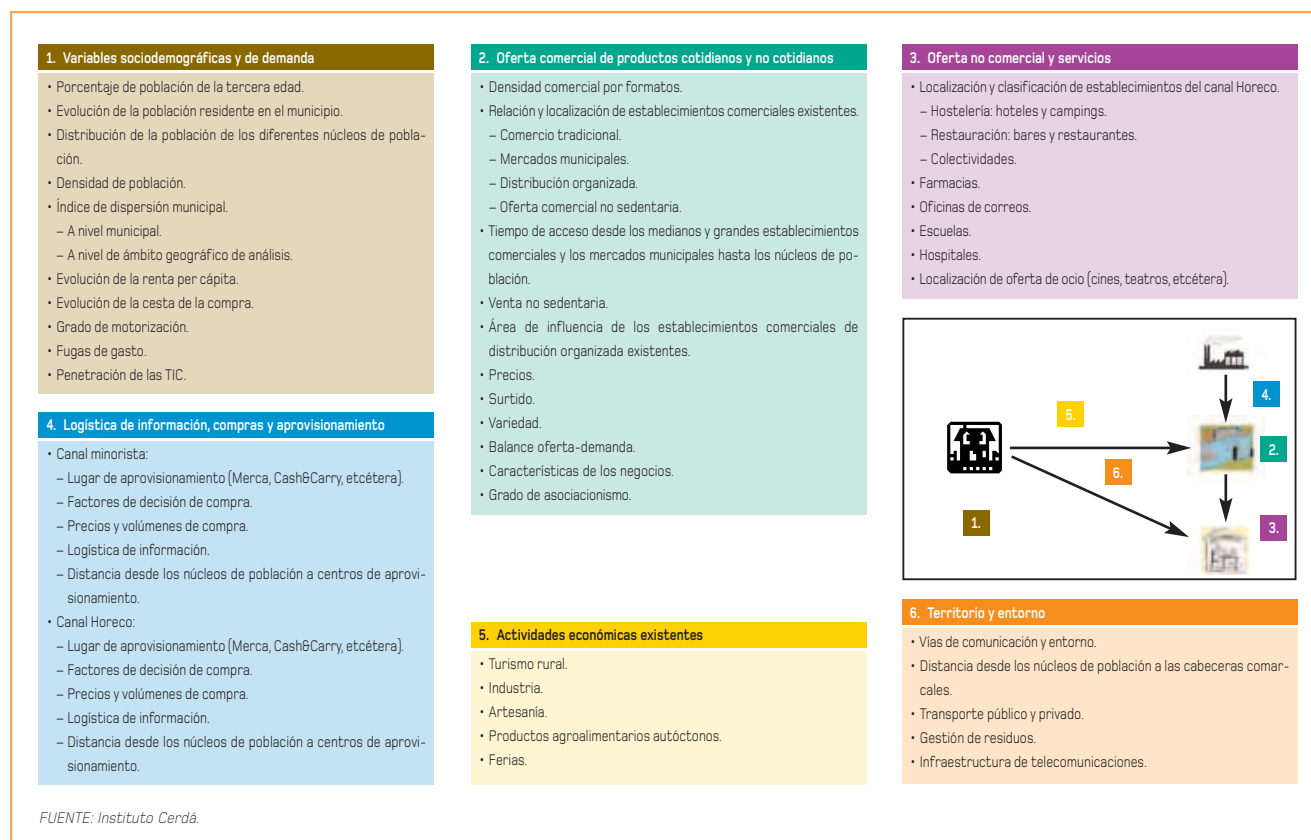 1. Variables sociodemográficas y de demanda
• Porcentaje de población de la tercera edad.
• Evolución de la población residente en el municipio.
• Distribución de la población de los diferentes núcleos de pobla-
ción.
• Densidad de población.
• Índice de dispersión municipal.
– A nivel municipal.
– A nivel de ámbito geográfico de análisis.
• Evolución de la renta per cápita.
• Evolución de la cesta de la compra.
• Grado de motorización.
• Fugas de gasto.
• Penetración de las TIC.
2. Oferta comercial de productos cotidianos y no cotidianos
• Densidad comercial por formatos.
• Relación y localización de establecimientos comerciales existentes.
– Comercio tradicional.
– Mercados municipales.
– Distribución organizada.
– Oferta comercial no sedentaria.
• Tiempo de acceso desde los medianos y grandes establecimientos
comerciales y los mercados municipales hasta los núcleos de po-
blación.
• Venta no sedentaria.
• Área de influencia de los establecimientos comerciales de
distribución organizada existentes.
• Precios.
• Surtido.
• Variedad.
• Balance oferta-demanda.
• Características de los negocios.
• Grado de asociacionismo.
3. Oferta no comercial y servicios
• Localización y clasificación de establecimientos del canal Horeco.
– Hostelería: hoteles y campings.
– Restauración: bares y restaurantes.
– Colectividades.
• Farmacias.
• Oficinas de correos.
• Escuelas.
• Hospitales.
• Localización de oferta de ocio (cines, teatros, etcétera).
4.
5.
2.
6.
1.
3.
4. Logística de información, compras y aprovisionamiento
• Canal minorista:
– Lugar de aprovisionamiento (Merca, Cash&Carry, etcétera).
– Factores de decisión de compra.
– Precios y volúmenes de compra.
– Logística de información.
– Distancia desde los núcleos de población a centros de aprovi-
sionamiento.
• Canal Horeco:
– Lugar de aprovisionamiento (Merca, Cash&Carry, etcétera).
– Factores de decisión de compra.
– Precios y volúmenes de compra.
– Logística de información.
– Distancia desde los núcleos de población a centros de aprovi-
sionamiento.
5. Actividades económicas existentes
• Turismo rural.
• Industria.
• Artesanía.
• Productos agroalimentarios autóctonos.
• Ferias.
6. Territorio y entorno
• Vías de comunicación y entorno.
• Distancia desde los núcleos de población a las cabeceras comar-
cales.
• Transporte público y privado.
• Gestión de residuos.
• Infraestructura de telecomunicaciones.
FUENTE: Instituto Cerdá.